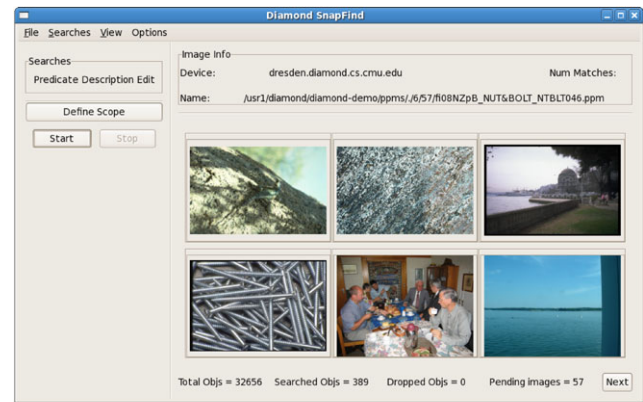 Diamond SnapFind
File Searches View Options
Searches
Predicate Description Edit
Define Scope
Start Stop
Image Info
Device: dresden.diamond.cs.cmu.edu Num Matches:
Name: /usr1/diamond/diamond-demo/ppms/./6/57/fi08NZpB_NUT&BOLT_NTBLT046.ppm
Total Objs = 32656 Searched Objs = 389 Dropped Objs = 0 Pending images = 57 Next